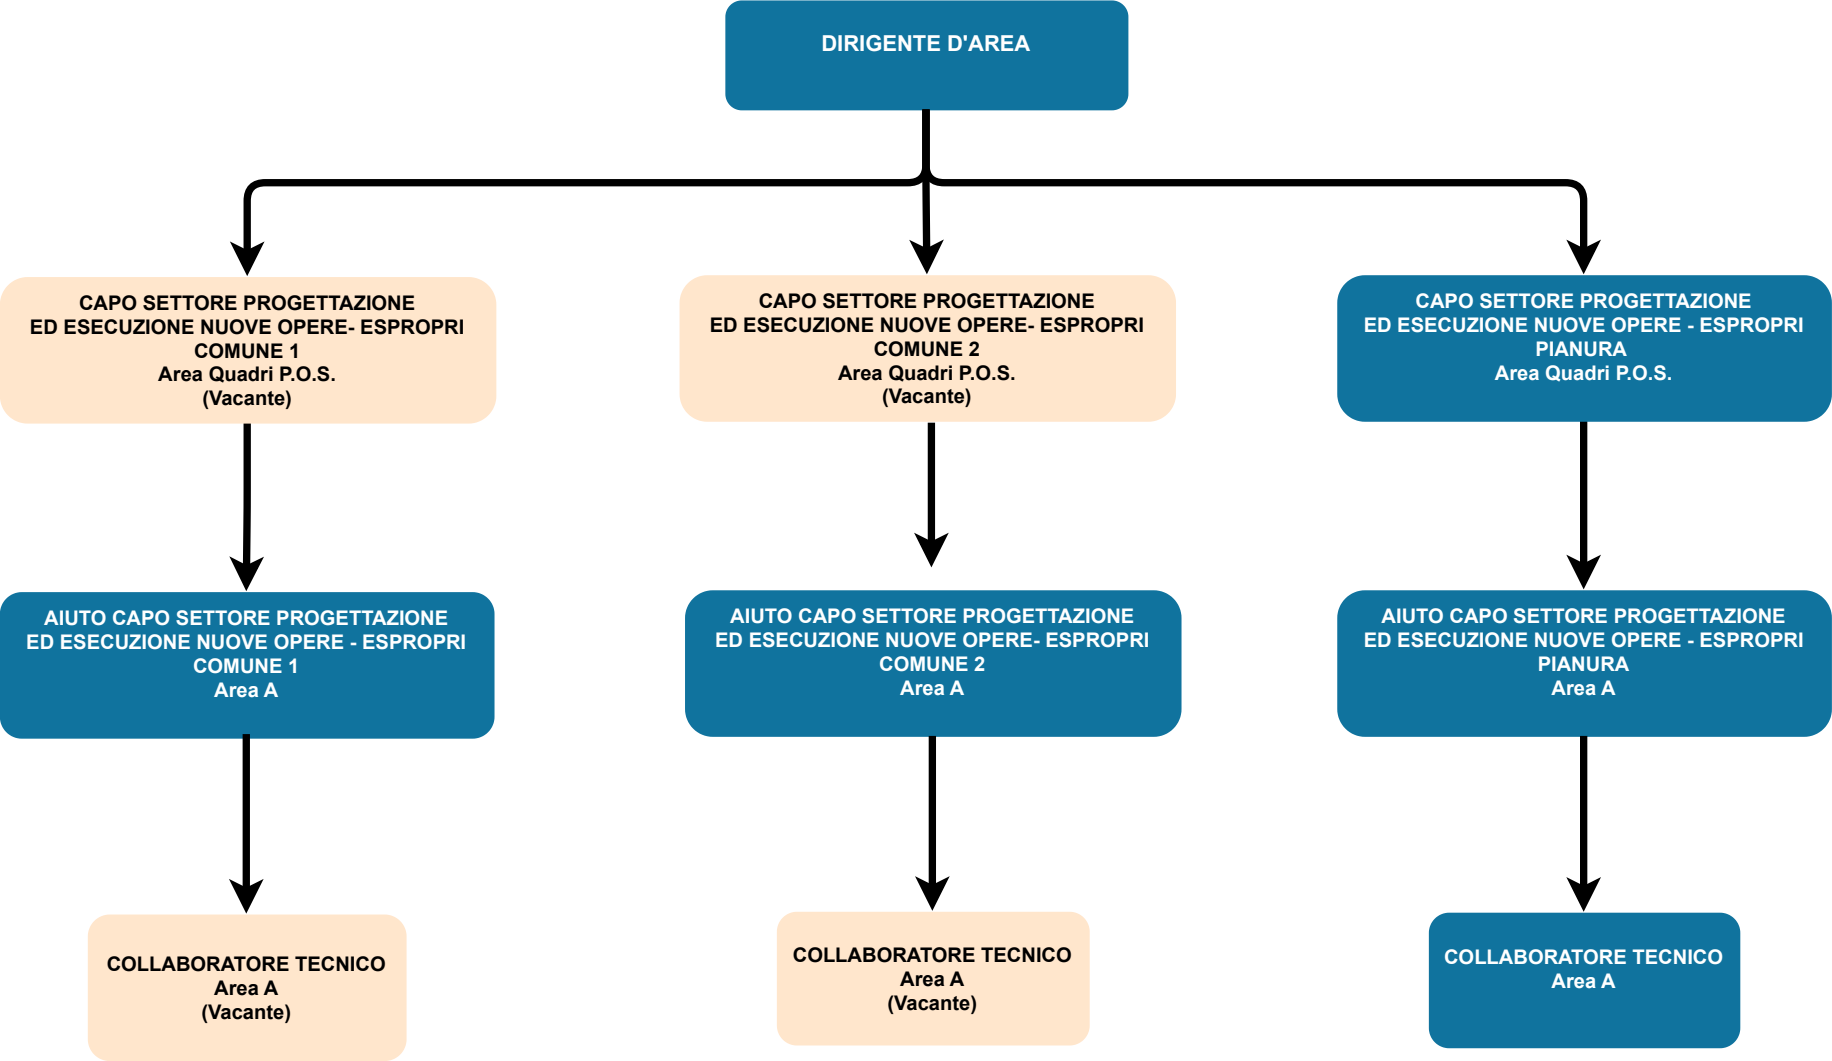 DIRIGENTE D'AREA
CAPO SETTORE PROGETTAZIONE
ED ESECUZIONE NUOVE OPERE- ESPROPRI
COMUNE 1
Area Quadri P.O.S.
(Vacante)
CAPO SETTORE PROGETTAZIONE
ED ESECUZIONE NUOVE OPERE- ESPROPRI
COMUNE 2
Area Quadri P.O.S.
(Vacante)
CAPO SETTORE PROGETTAZIONE
ED ESECUZIONE NUOVE OPERE - ESPROPRI
PIANURA
Area Quadri P.O.S.
AIUTO CAPO SETTORE PROGETTAZIONE
ED ESECUZIONE NUOVE OPERE - ESPROPRI
COMUNE 1
Area A
AIUTO CAPO SETTORE PROGETTAZIONE
ED ESECUZIONE NUOVE OPERE- ESPROPRI
COMUNE 2
Area A
AIUTO CAPO SETTORE PROGETTAZIONE
ED ESECUZIONE NUOVE OPERE - ESPROPRI
PIANURA
Area A
COLLABORATORE TECNICO
Area A
(Vacante)
COLLABORATORE TECNICO
Area A
(Vacante)
COLLABORATORE TECNICO
Area A